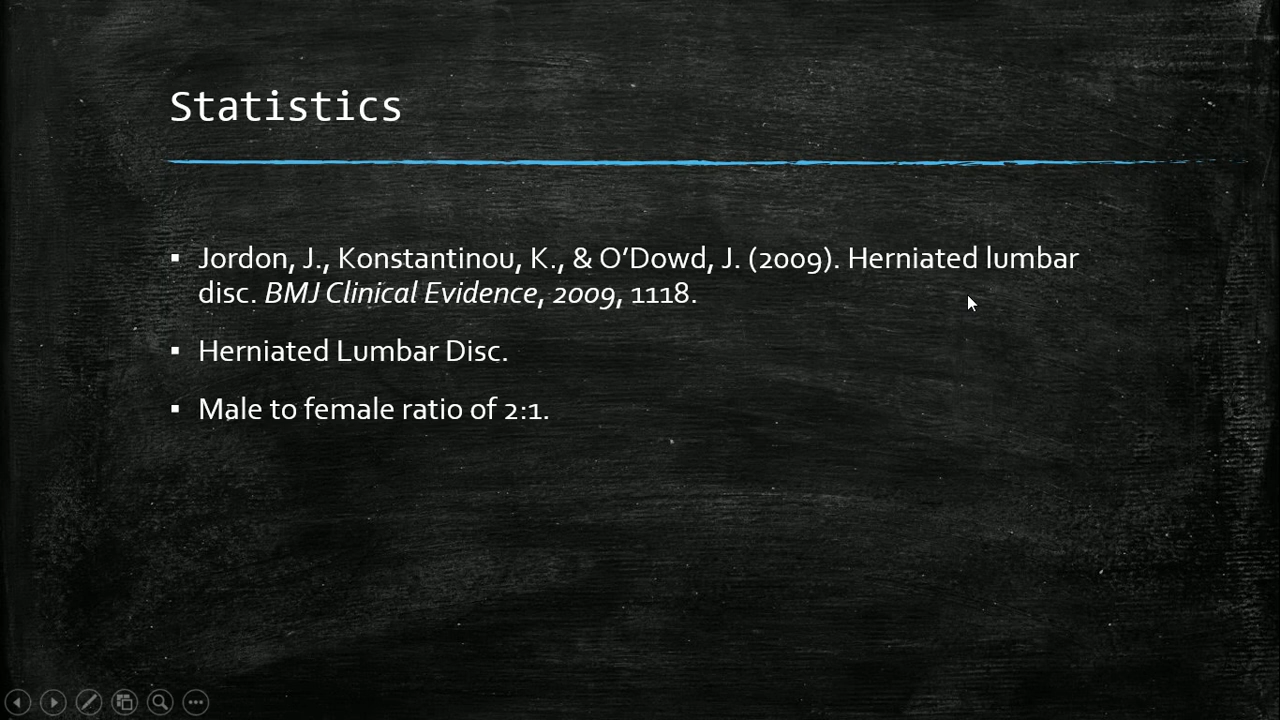 Statistics
Jordon, J., Konstantinou, K., & O’Dowd, J. (2009). Herniated lumbar
disc. BMJ Clinical Evidence, 2009, 1118.
Herniated Lumbar Disc.
Male to female ratio of 2:1.